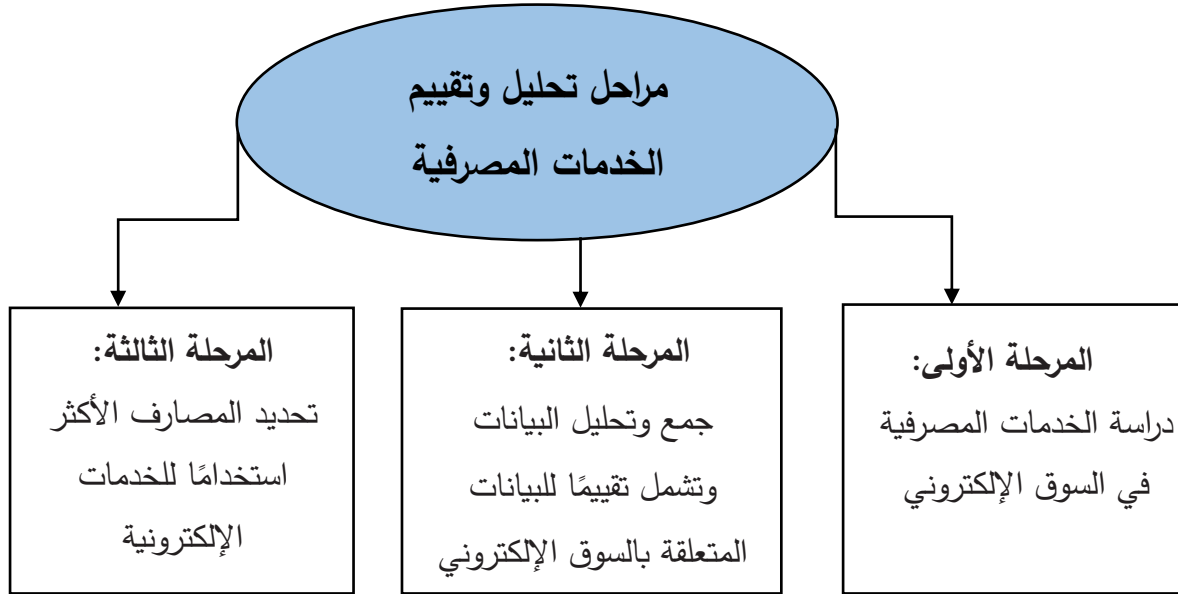 مراحل تحليل وتقييم
الخدمات المصرفية
المرحلة الأولى:
دراسة الخدمات المصرفية
في السوق الإلكتروني
المرحلة الثانية:
جمع وتحليل البيانات
وتشمل تقييمًا للبيانات
المتعلقة بالسوق الإلكتروني
المرحلة الثالثة:
تحديد المصارف الأكثر
استخدامًا للخدمات
الإلكترونية